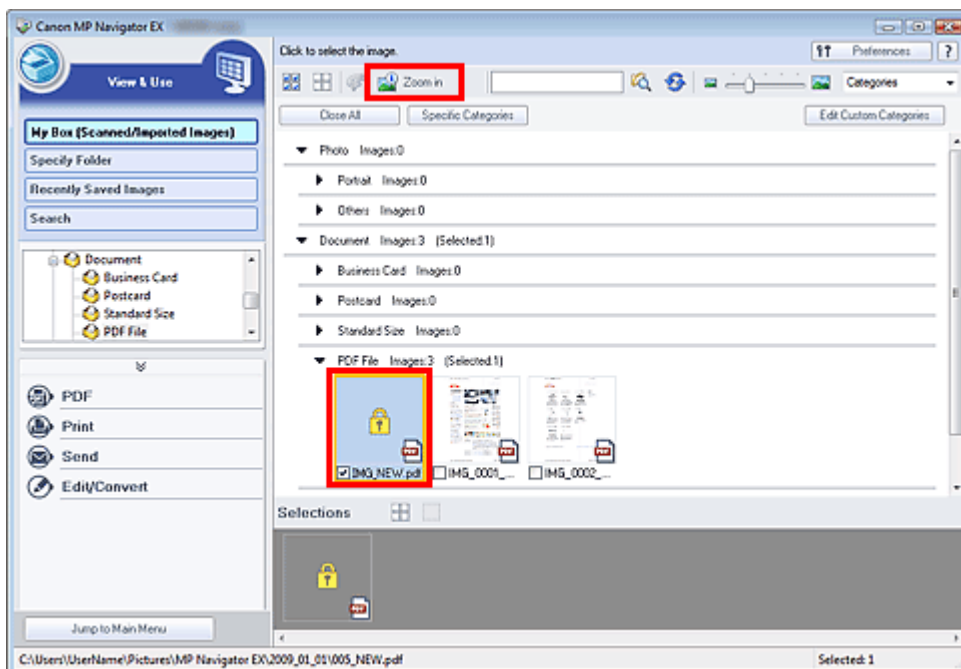 Canon MP Navigator EX
Click to select the image.
Preferences
?
View & Use
Zoom in
Categories
Close All
Specific Categories
Edit Custom Categories
My Box (Scanned/Imported Images)
Specify Folder
Recently Saved Images
Search
Document
Business Card
Postcard
Standard Size
PDF File
PDF
Print
Send
Edit/Convert
Jump to Main Menu
Photo Images:0
Portrait Images:0
Others Images:0
Document Images:3 (Selected:1)
Business Card Images:0
Postcard Images:0
Standard Size Images:0
PDF File Images:3 (Selected:1)
IMG_NEW.pdf
IMG_0001_...
IMG_0002_...
Selections
C:\Users\UserName\Pictures\MP Navigator EX\2009_01_01\005_NEW.pdf
Selected: 1